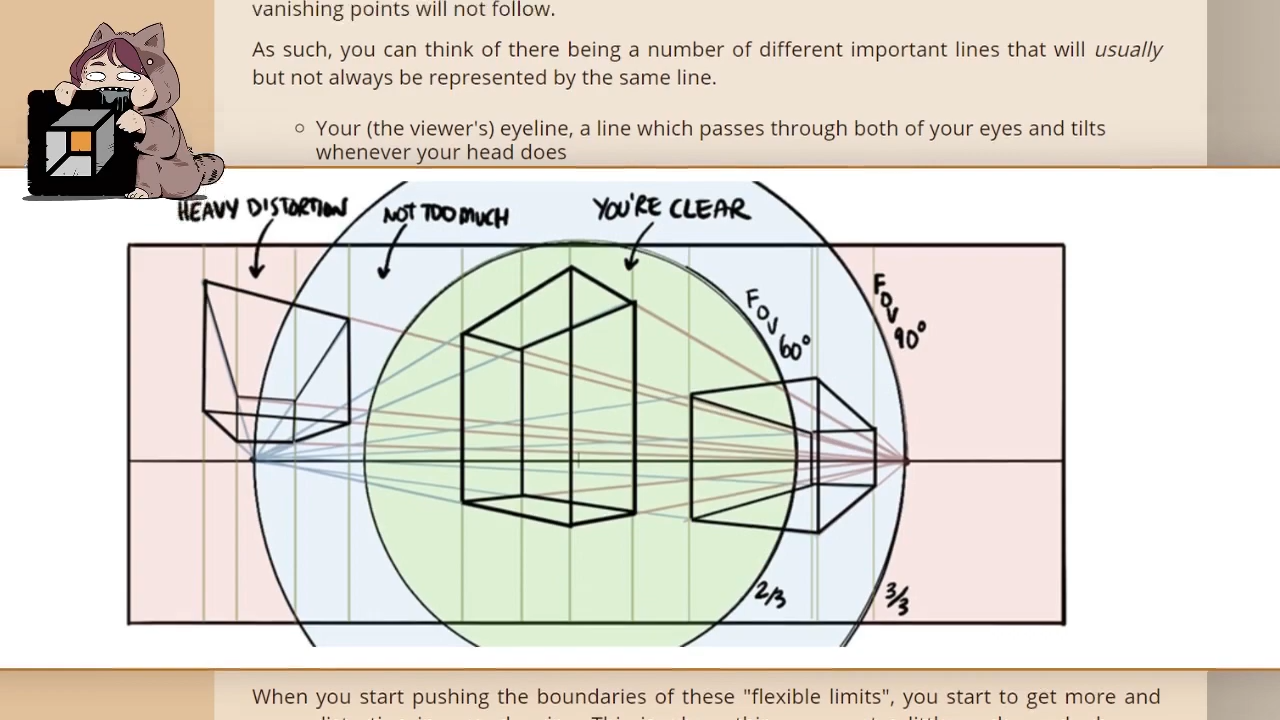 vanishing points will not follow.
As such, you can think of there being a number of different important lines that will usually
but not always be represented by the same line.
Your (the viewer's) eyeline, a line which passes through both of your eyes and tilts
whenever your head does
HEAVY DISTORTION
NOT TOO MUCH
YOU'RE CLEAR
FOV 60°
FOV 90°
2/3
3/3
When you start pushing the boundaries of these "flexible limits", you start to get more and